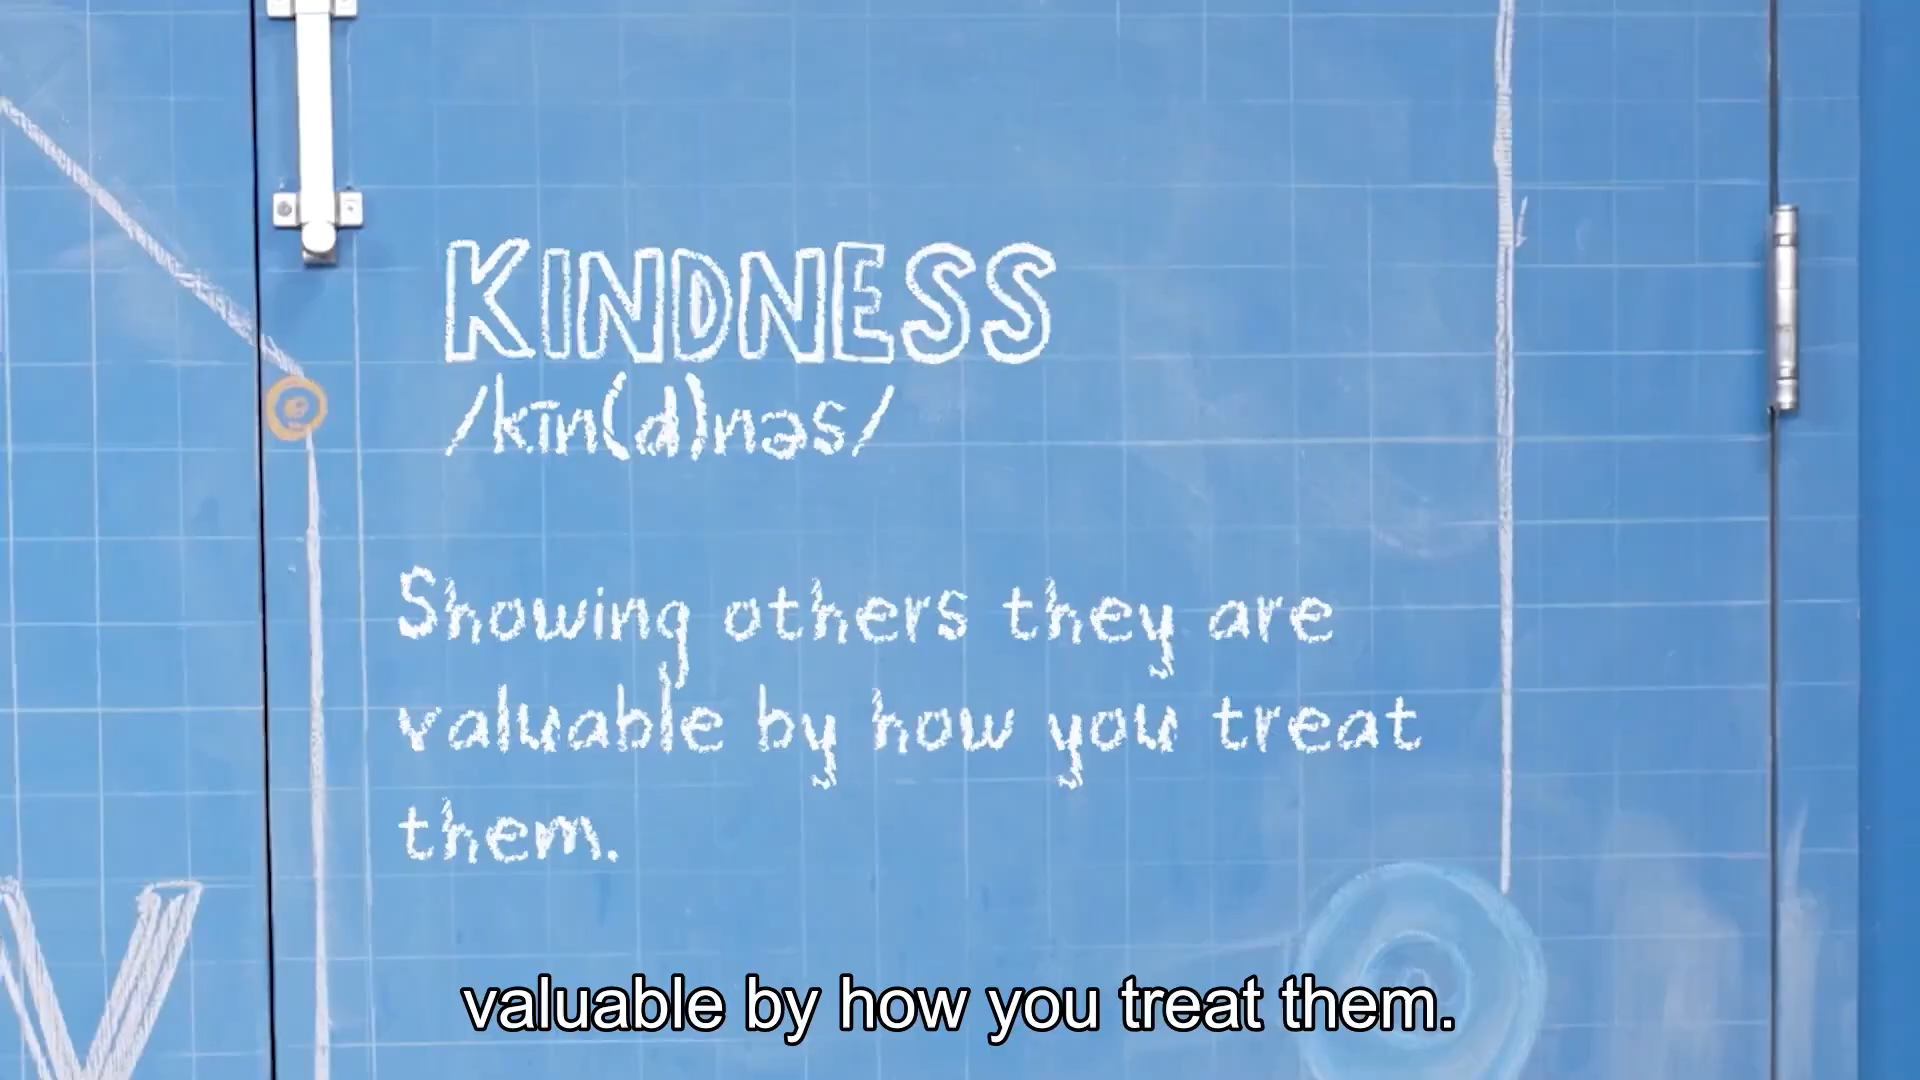 KINDNESS
/kīn(d)nəs/
Showing others they are
valuable by how you treat
them.
valuable by how you treat them.